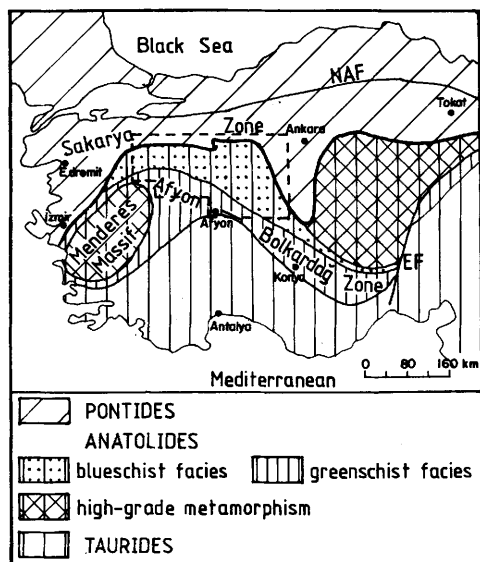 Black Sea
NAF
Tokat
Sakarya
Zone
Ankara
Edremit
Afyon
Izmir
Afyon
Menderes
Massif
Bolkardağ
Konya
Zone
EF
Antalya
0 80 160 km
Mediterranean
PONTIDES
ANATOLIDES
blueschist facies
greenschist facies
high-grade metamorphism
TAURIDES